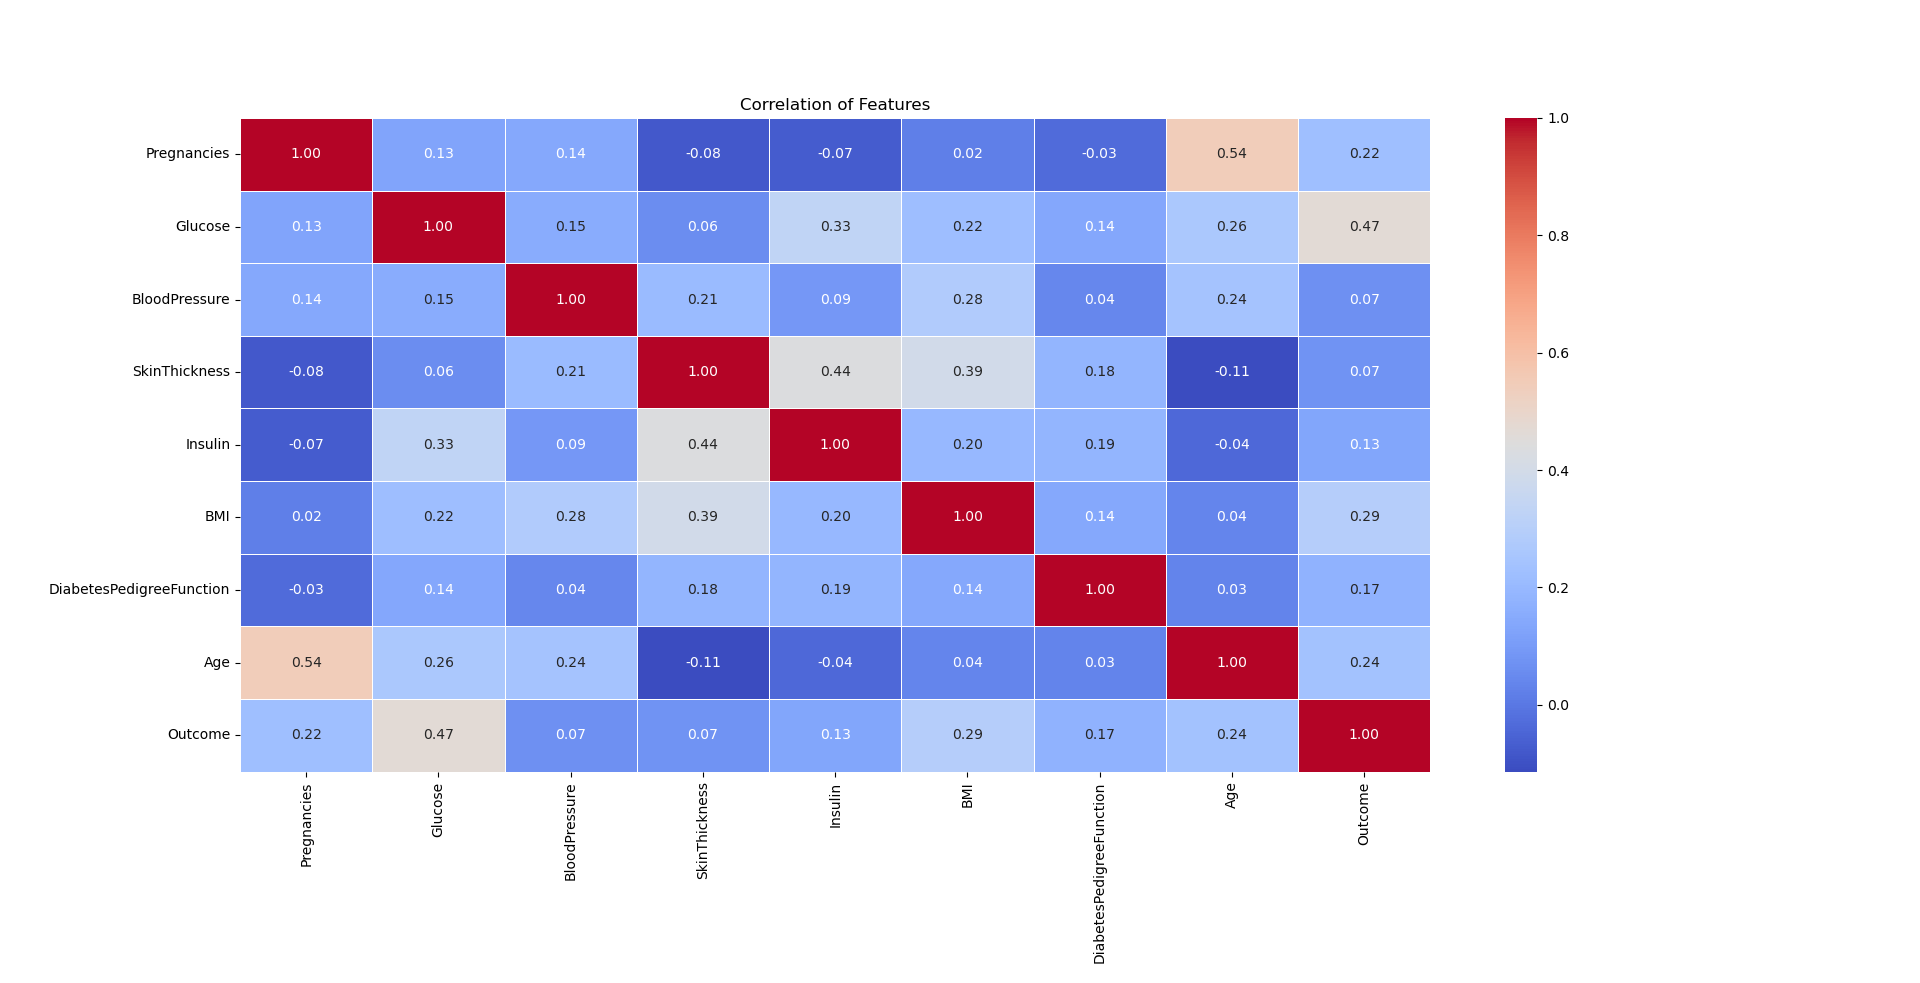 Correlation of Features
Pregnancies 1.00 0.13 0.14 -0.08 -0.07 0.02 -0.03 0.54 0.22
Glucose 0.13 1.00 0.15 0.06 0.33 0.22 0.14 0.26 0.47
BloodPressure 0.14 0.15 1.00 0.21 0.09 0.28 0.04 0.24 0.07
SkinThickness -0.08 0.06 0.21 1.00 0.44 0.39 0.18 -0.11 0.07
Insulin -0.07 0.33 0.09 0.44 1.00 0.20 0.19 -0.04 0.13
BMI 0.02 0.22 0.28 0.39 0.20 1.00 0.14 0.04 0.29
DiabetesPedigreeFunction -0.03 0.14 0.04 0.18 0.19 0.14 1.00 0.03 0.17
Age 0.54 0.26 0.24 -0.11 -0.04 0.04 0.03 1.00 0.24
Outcome 0.22 0.47 0.07 0.07 0.13 0.29 0.17 0.24 1.00
Pregnancies
Glucose
BloodPressure
SkinThickness
Insulin
BMI
DiabetesPedigreeFunction
Age
Outcome
1.0
0.8
0.6
0.4
0.2
0.0